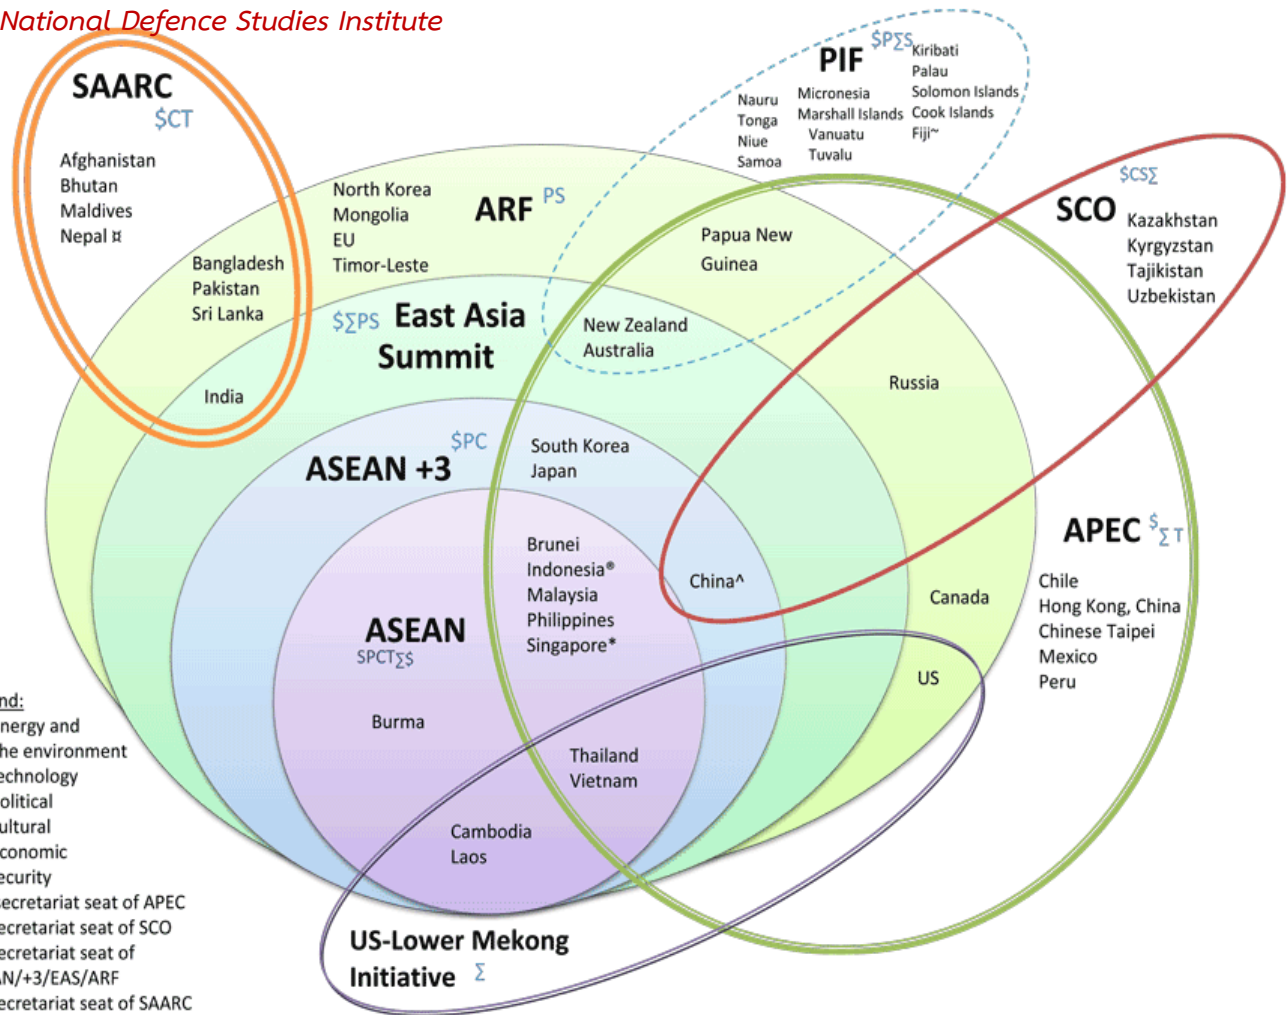 National Defence Studies Institute
SAARC
$CT
Afghanistan
Bhutan
Maldives
Nepal ¤
Bangladesh
Pakistan
Sri Lanka
India
North Korea
Mongolia
EU
Timor-Leste
ARF PS
$∑PS East Asia
Summit
ASEAN +3 $PC
South Korea
Japan
ASEAN
SPCT∑$
Burma
Brunei
Indonesia®
Malaysia
Philippines
Singapore*
Thailand
Vietnam
Cambodia
Laos
China^
PIF $P∑S
Nauru
Tonga
Niue
Samoa
Micronesia
Marshall Islands
Vanuatu
Tuvalu
Kiribati
Palau
Solomon Islands
Cook Islands
Fiji~
Papua New
Guinea
New Zealand
Australia
SCO $CS∑
Kazakhstan
Kyrgyzstan
Tajikistan
Uzbekistan
Russia
Canada
US
APEC $∑T
Chile
Hong Kong, China
Chinese Taipei
Mexico
Peru
US-Lower Mekong
Initiative ∑
nd:
nergy and
he environment
echnology
olitical
ultural
conomic
ecurity
secretariat seat of APEC
ecretariat seat of SCO
ecretariat seat of
AN/+3/EAS/ARF
ecretariat seat of SAARC